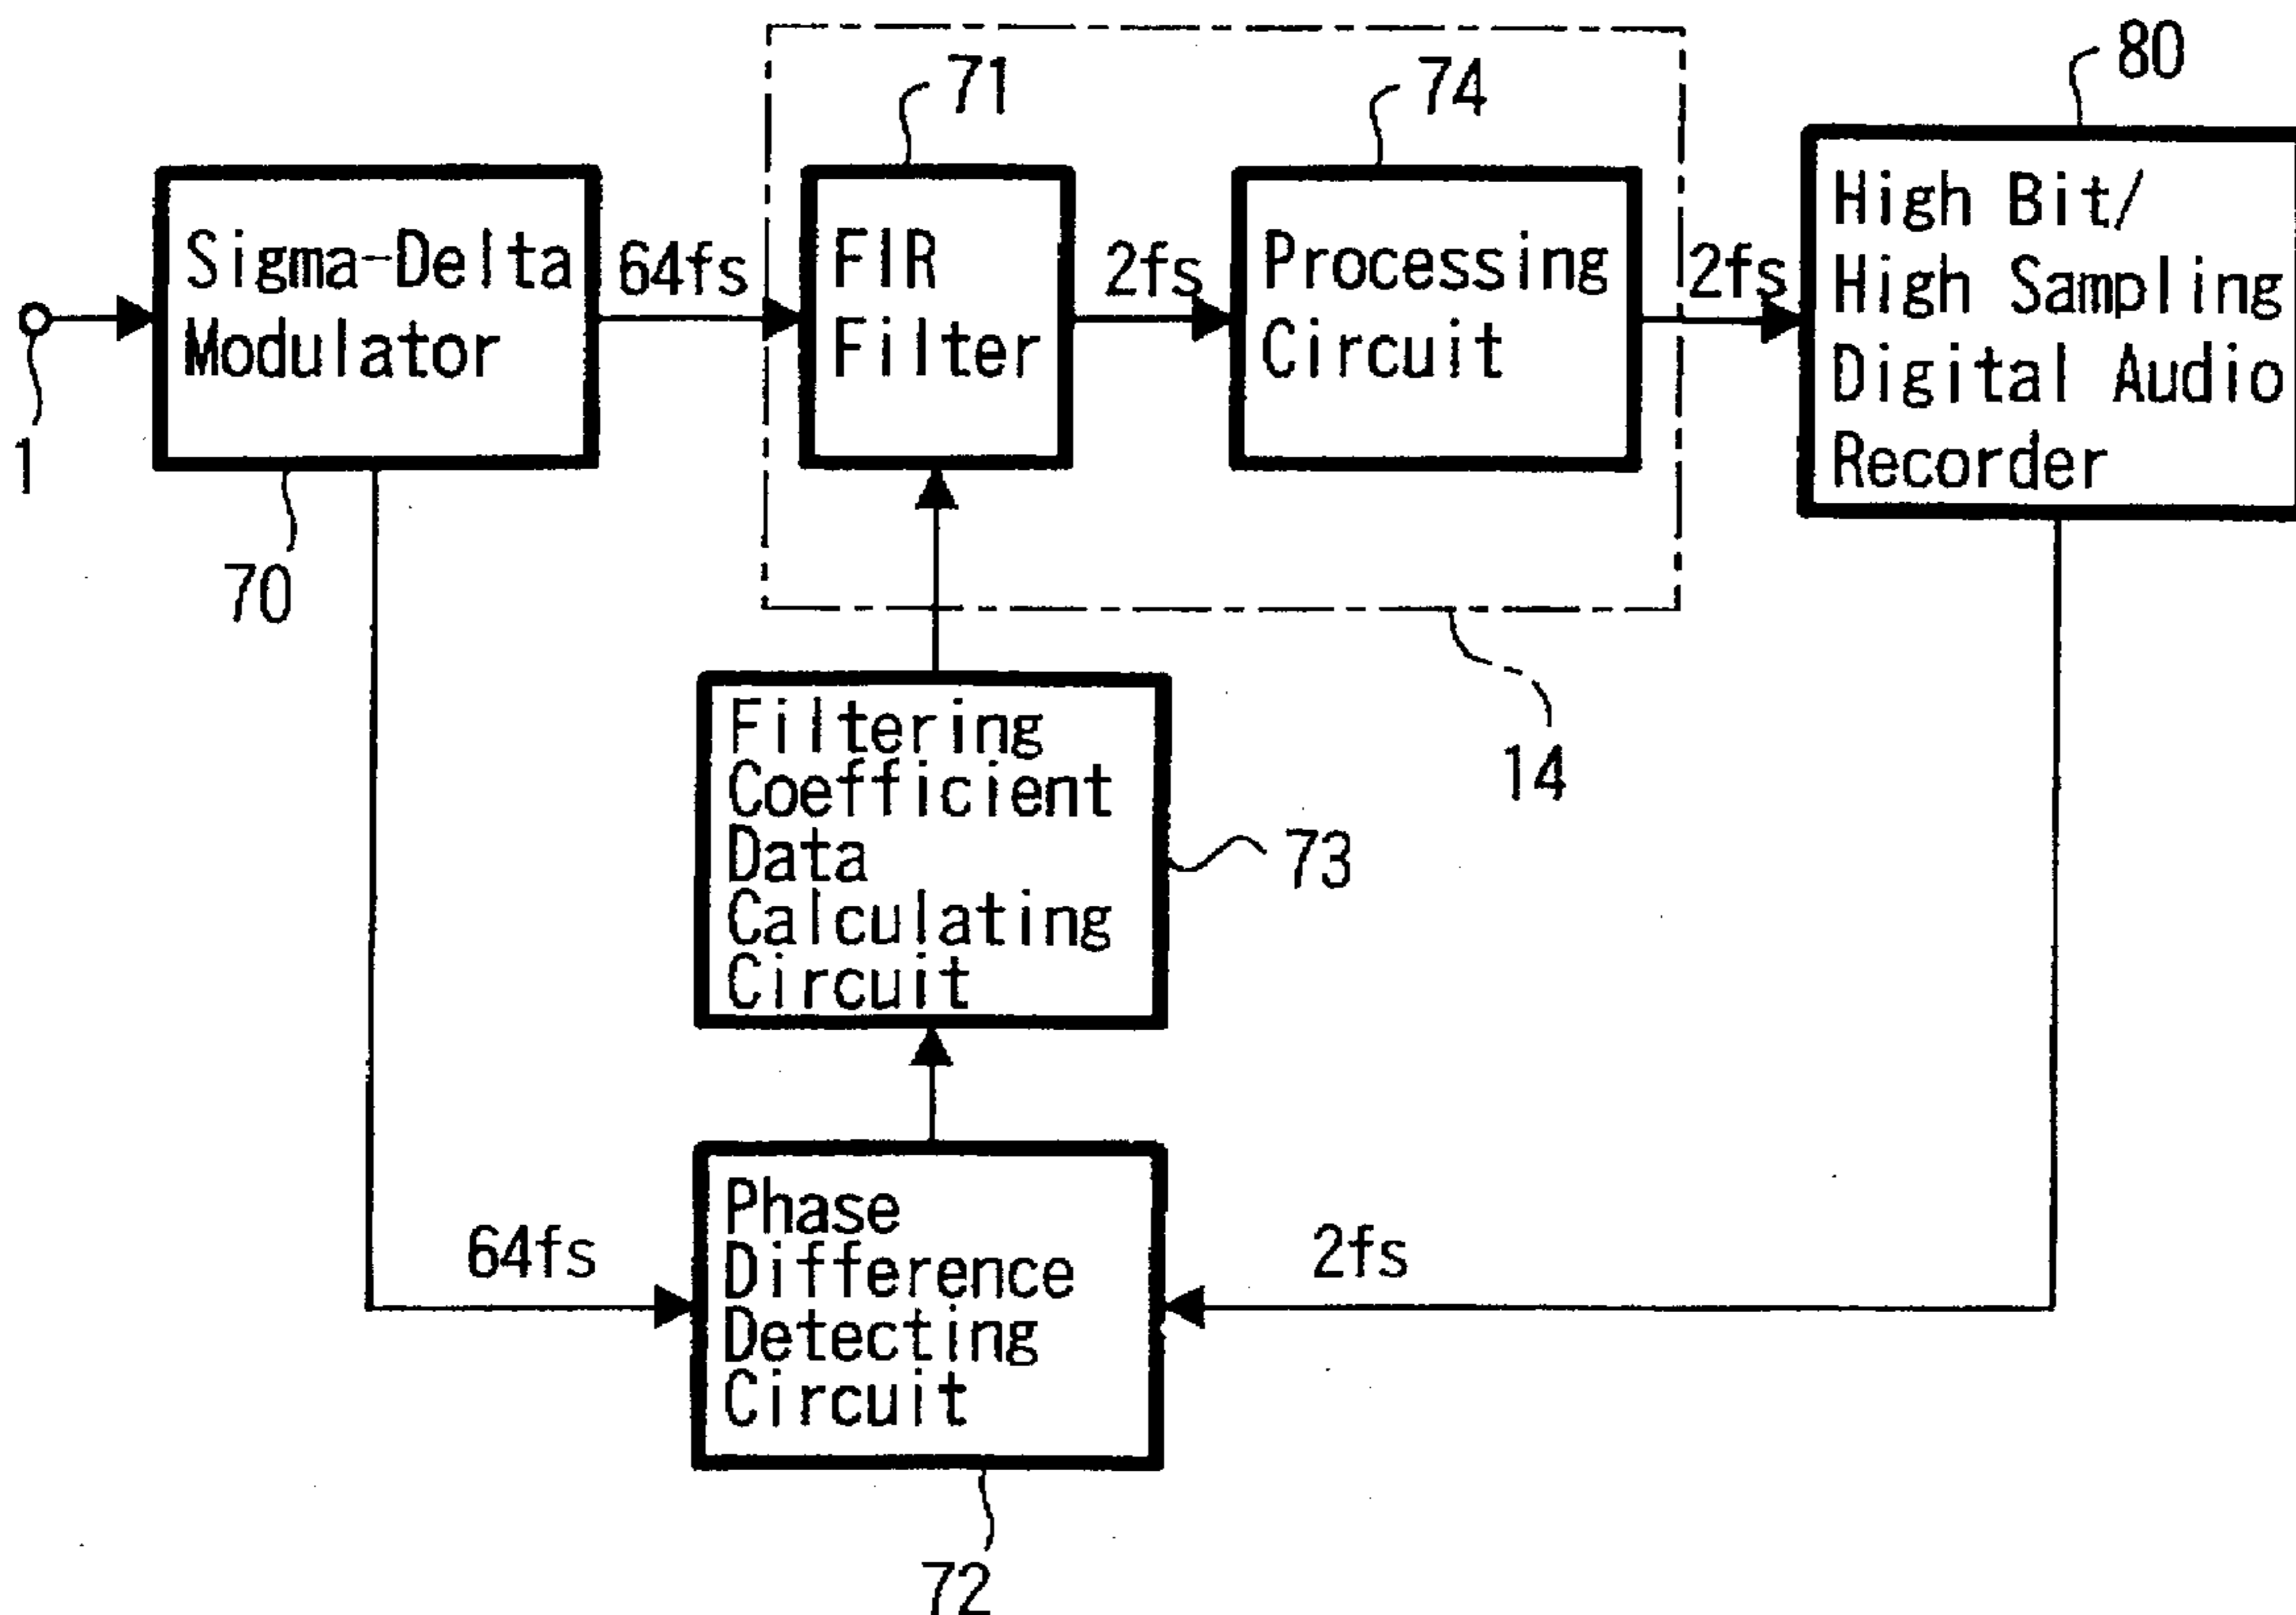 80
71
74
Sigma-Delta
Modulator
64fs
FIR
Filter
2fs
Processing
Circuit
2fs
High Bit/
High Sampling
Digital Audio
Recorder
1
70
14
Filtering
Coefficient
Data
Calculating
Circuit
73
64fs
Phase
Difference
Detecting
Circuit
2fs
72